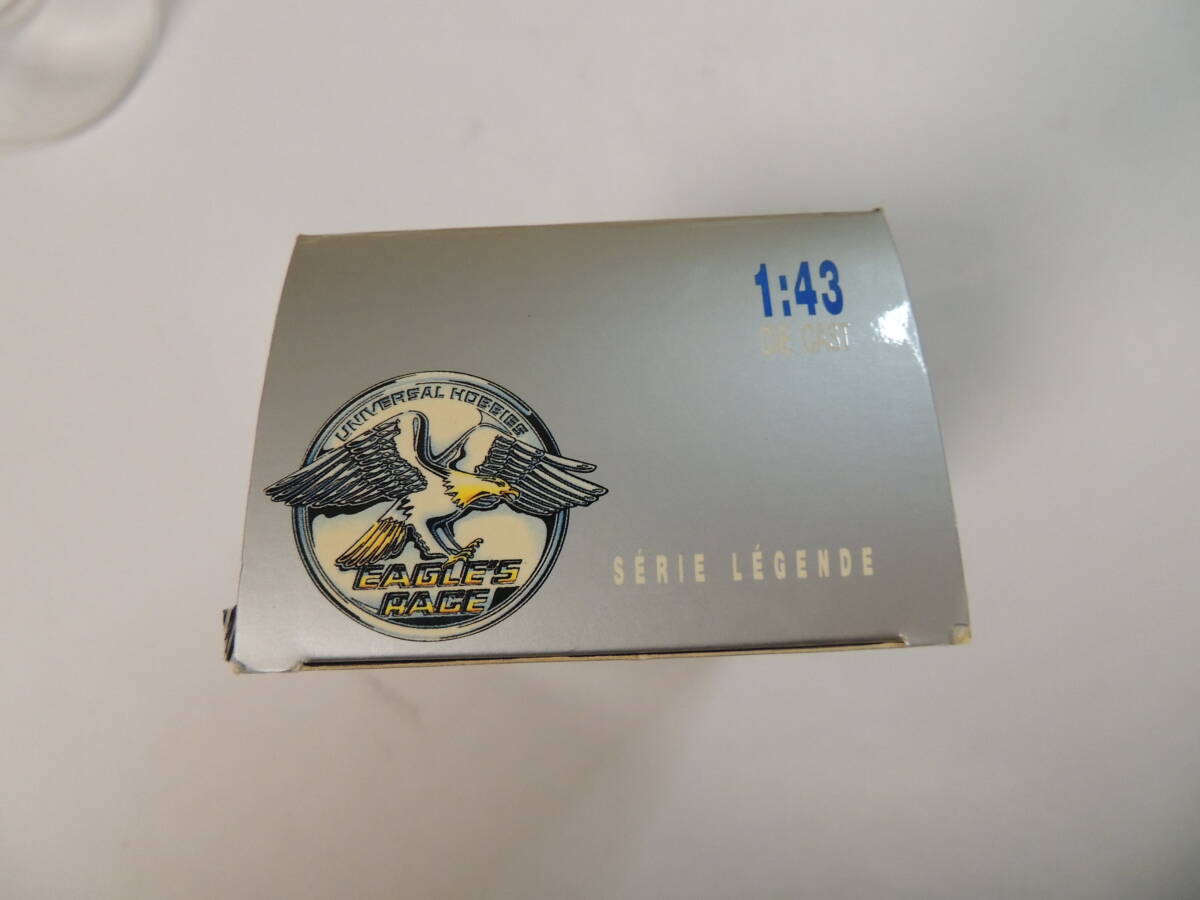 1:43
DIE CAST
UNIVERSAL HOBBIES
EAGLE'S
RACE
SÉRIE LÉGENDE